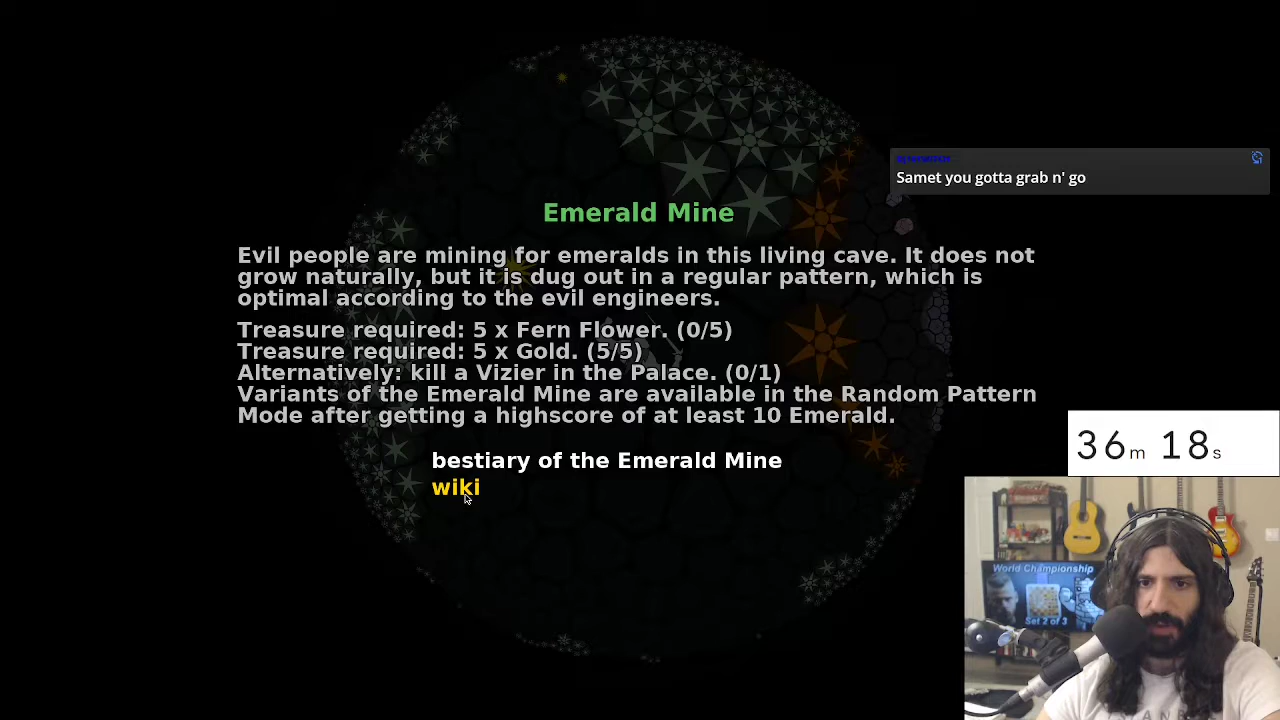 Samet you gotta grab n' go
Emerald Mine
Evil people are mining for emeralds in this living cave. It does not
grow naturally, but it is dug out in a regular pattern, which is
optimal according to the evil engineers.
Treasure required: 5 x Fern Flower. (0/5)
Treasure required: 5 x Gold. (5/5)
Alternatively: kill a Vizier in the Palace. (0/1)
Variants of the Emerald Mine are available in the Random Pattern
Mode after getting a highscore of at least 10 Emerald.
bestiary of the Emerald Mine
wiki
36m 18s
World Championship
Set 2 of 3